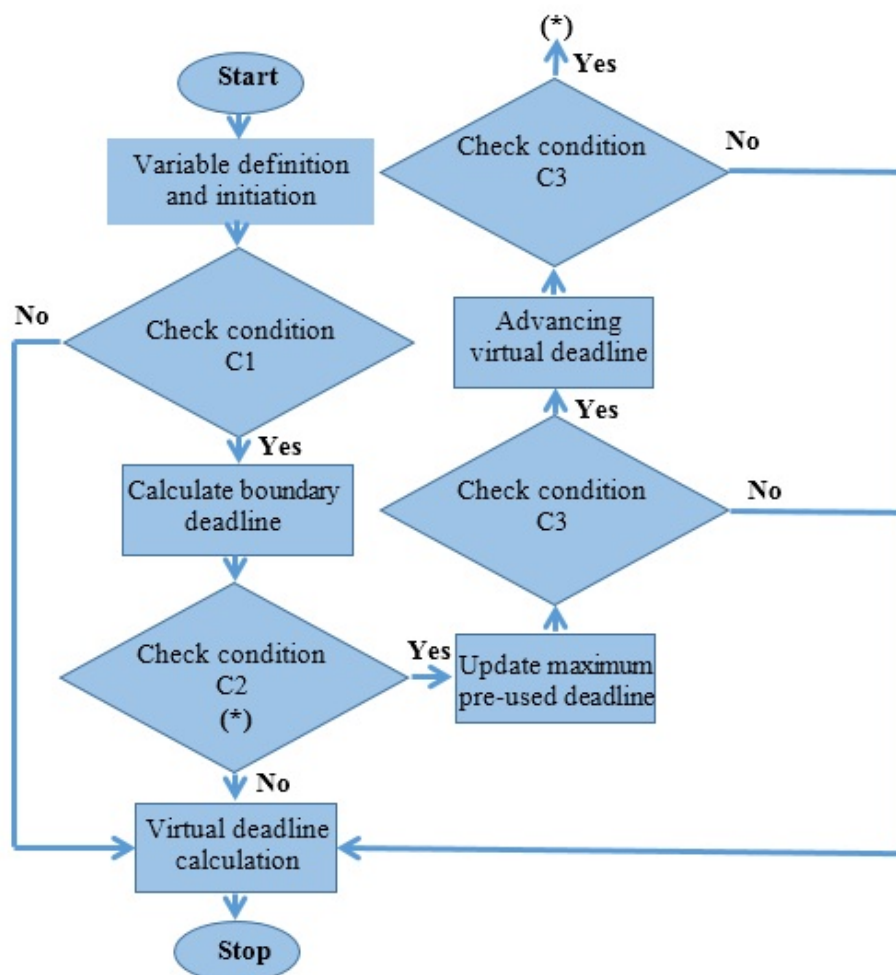 Start
Variable definition
and initiation
Check condition
C1
No
Yes
Calculate boundary
deadline
Check condition
C2
(*)
Yes
No
Virtual deadline
calculation
Stop
Update maximum
pre-used deadline
Check condition
C3
No
Yes
Advancing
virtual deadline
Check condition
C3
No
Yes
(*)